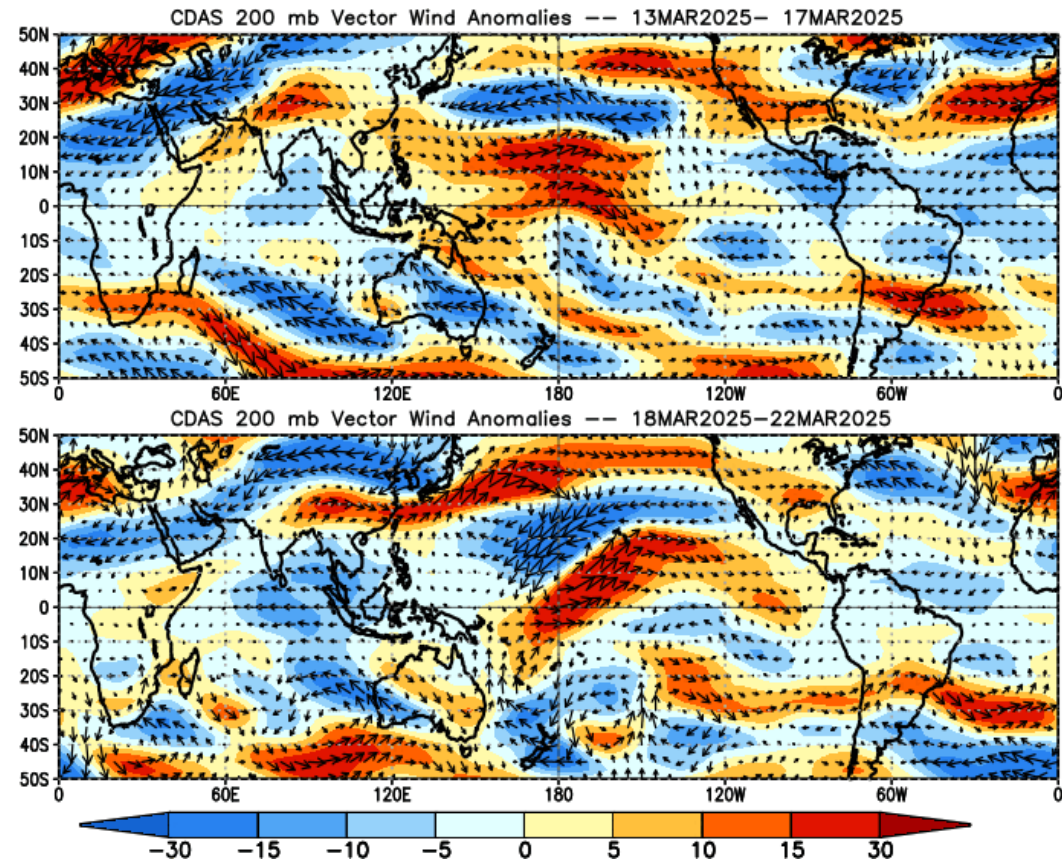 CDAS 200 mb Vector Wind Anomalies -- 13MAR2025- 17MAR2025
50N
40N
30N
20N
10N
0
10S
20S
30S
40S
50S
0 60E 120E 180 120W 60W 0
CDAS 200 mb Vector Wind Anomalies -- 18MAR2025-22MAR2025
50N
40N
30N
20N
10N
0
10S
20S
30S
40S
50S
0 60E 120E 180 120W 60W 0
-30 -15 -10 -5 0 5 10 15 30